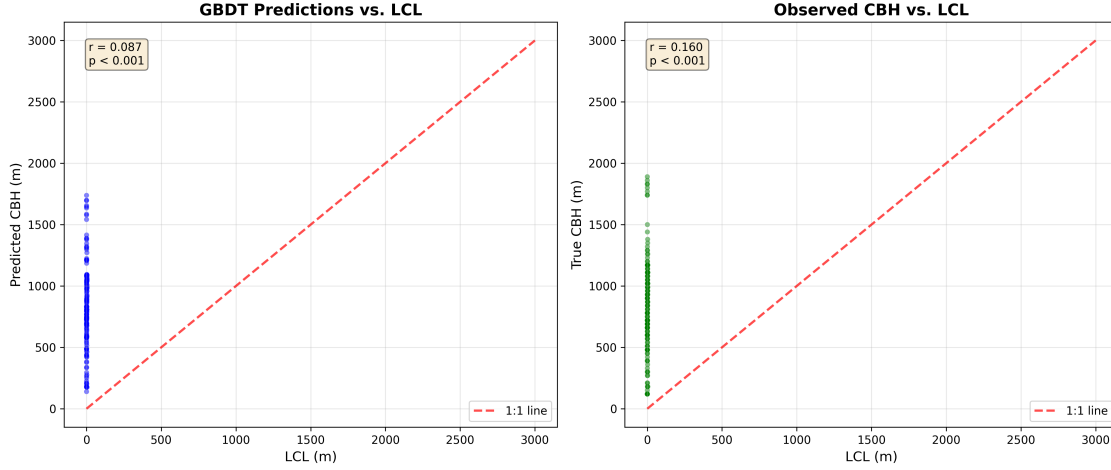 GBDT Predictions vs. LCL
r = 0.087
p < 0.001
3000
2500
2000
1500
1000
500
0
Predicted CBH (m)
0 500 1000 1500 2000 2500 3000
LCL (m)
1:1 line
Observed CBH vs. LCL
r = 0.160
p < 0.001
3000
2500
2000
1500
1000
500
0
True CBH (m)
0 500 1000 1500 2000 2500 3000
LCL (m)
1:1 line